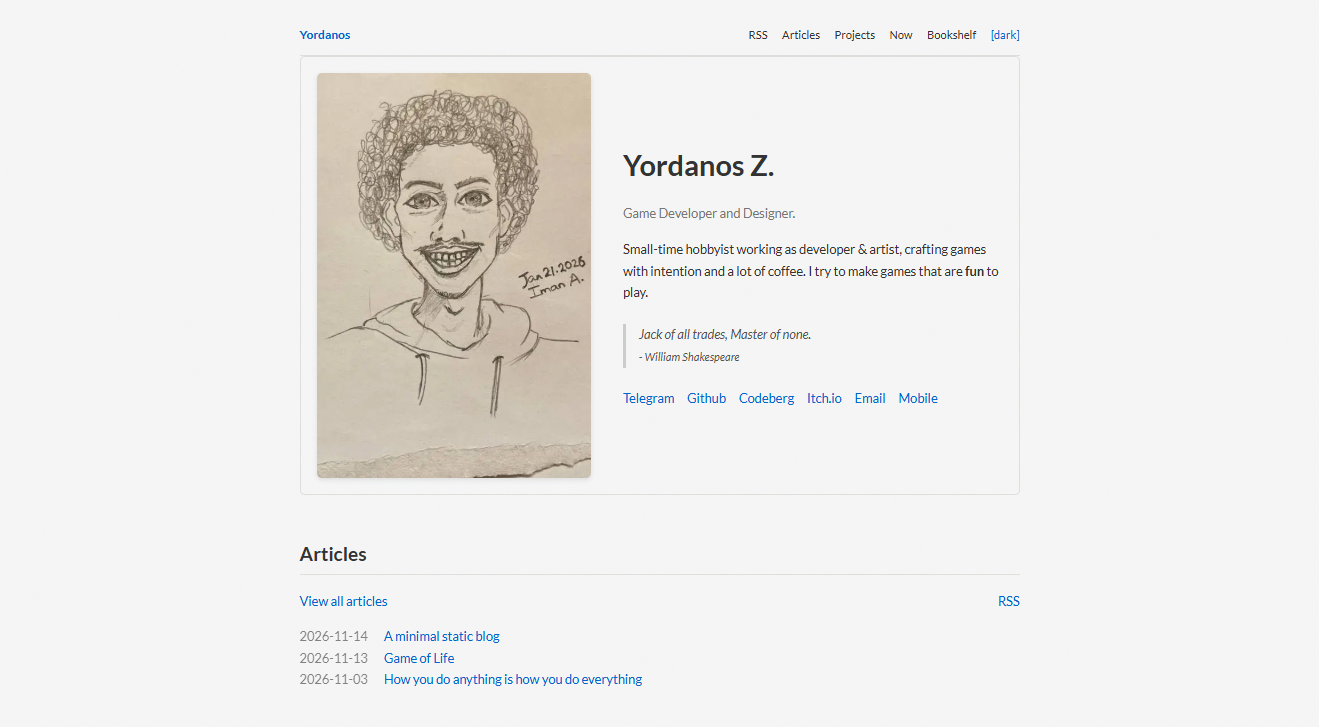 Yordanos
RSS Articles Projects Now Bookshelf [dark]
Jan 21.2026
Iman A.
Yordanos Z.
Game Developer and Designer.
Small-time hobbyist working as developer & artist, crafting games
with intention and a lot of coffee. I try to make games that are fun to
play.
Jack of all trades, Master of none.
- William Shakespeare
Telegram Github Codeberg Itch.io Email Mobile
Articles
View all articles RSS
2026-11-14 A minimal static blog
2026-11-13 Game of Life
2026-11-03 How you do anything is how you do everything